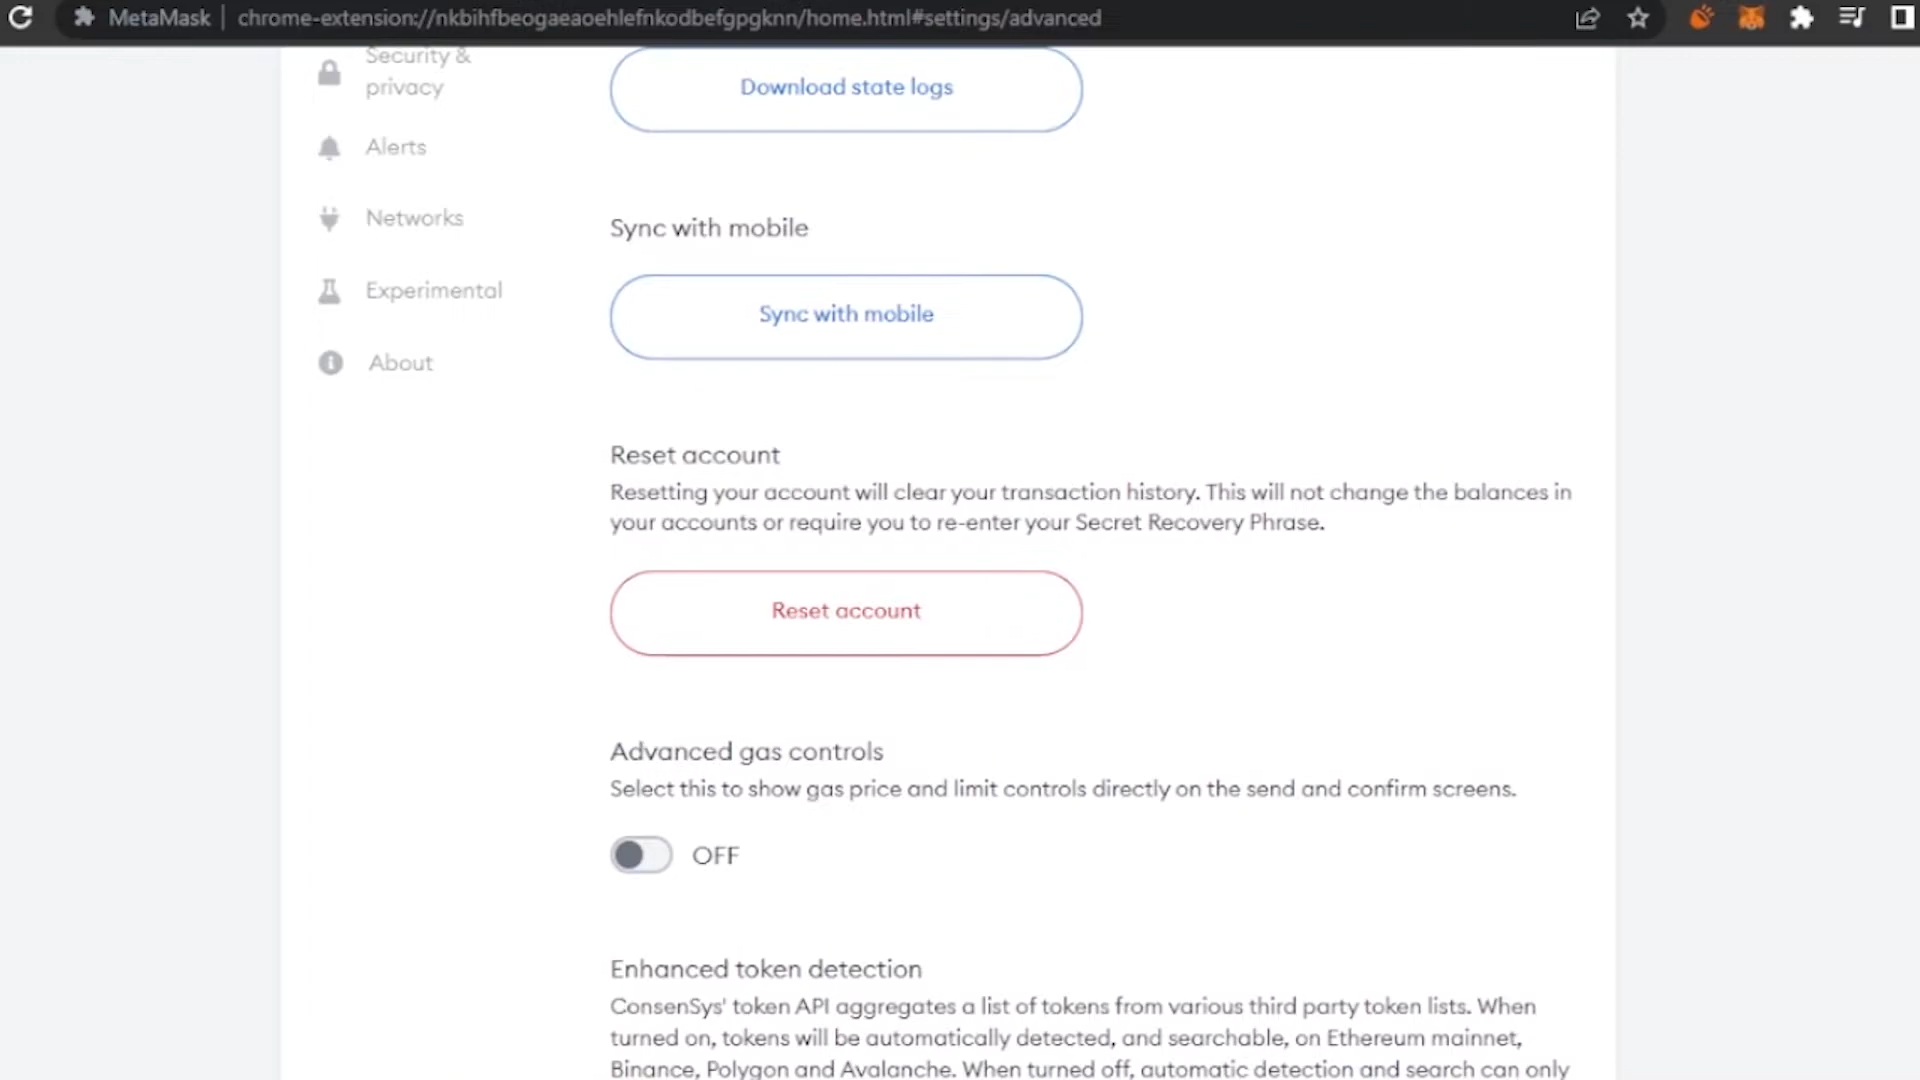 MetaMask | chrome-extension://nkbihfbeogaeaoehlefnkodbefgpgknn/home.html#settings/advanced
Security &
privacy
Alerts
Networks
Experimental
About
Download state logs
Sync with mobile
Sync with mobile
Reset account
Resetting your account will clear your transaction history. This will not change the balances in
your accounts or require you to re-enter your Secret Recovery Phrase.
Reset account
Advanced gas controls
Select this to show gas price and limit controls directly on the send and confirm screens.
OFF
Enhanced token detection
ConsenSys' token API aggregates a list of tokens from various third party token lists. When
turned on, tokens will be automatically detected, and searchable, on Ethereum mainnet,
Binance, Polygon and Avalanche. When turned off, automatic detection and search can only